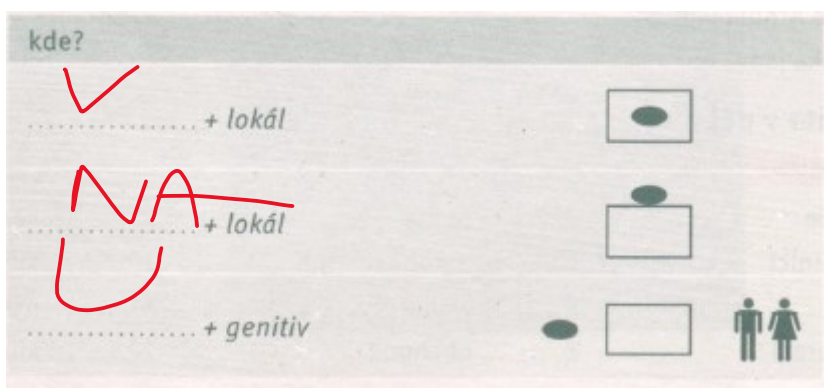 kde?
V
.................. + lokál
NA
.................. + lokál
U
.................. + genitiv